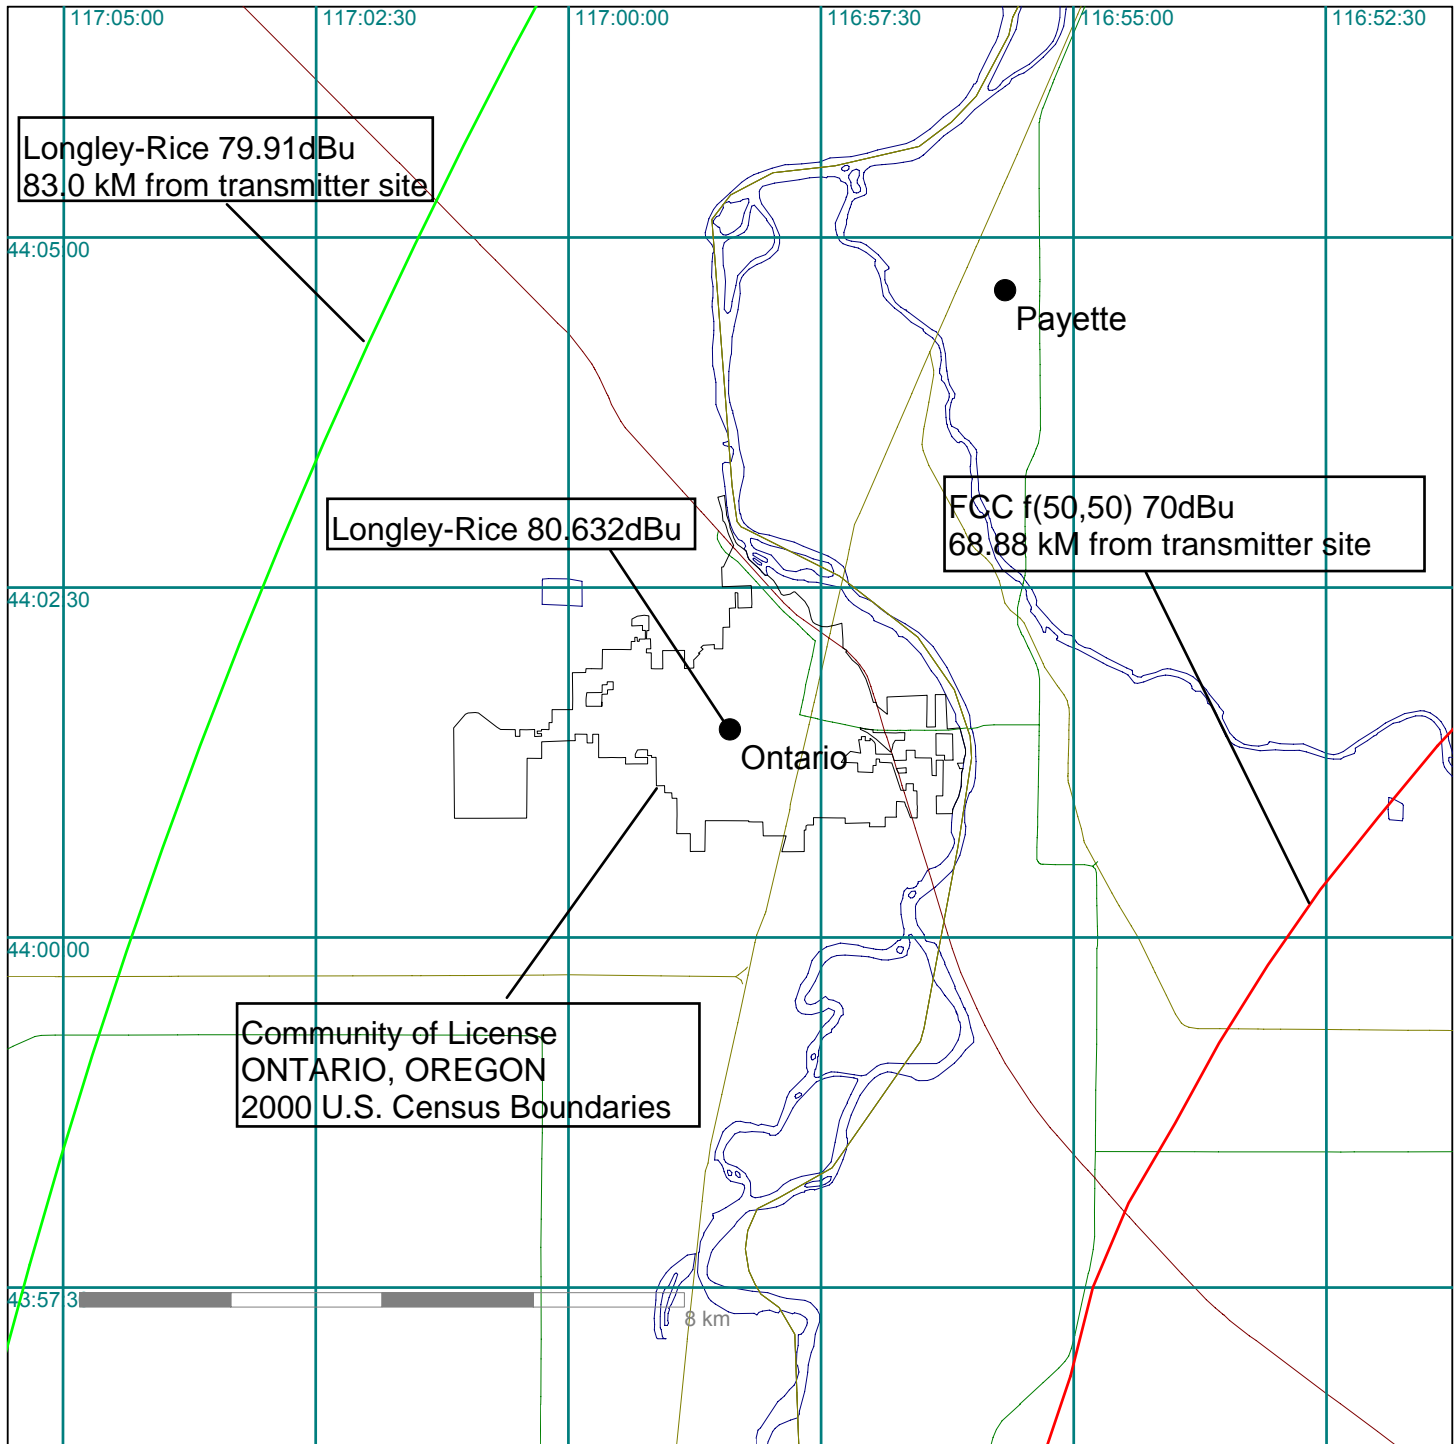 117:05:00
117:02:30
117:00:00
116:57:30
116:55:00
116:52:30
Longley-Rice 79.91dBu
83.0 kM from transmitter site
44:05:00
Payette
FCC f(50,50) 70dBu
68.88 kM from transmitter site
Longley-Rice 80.632dBu
44:02:30
Ontario
44:00:00
Community of License
ONTARIO, OREGON
2000 U.S. Census Boundaries
43:57:3
8 km